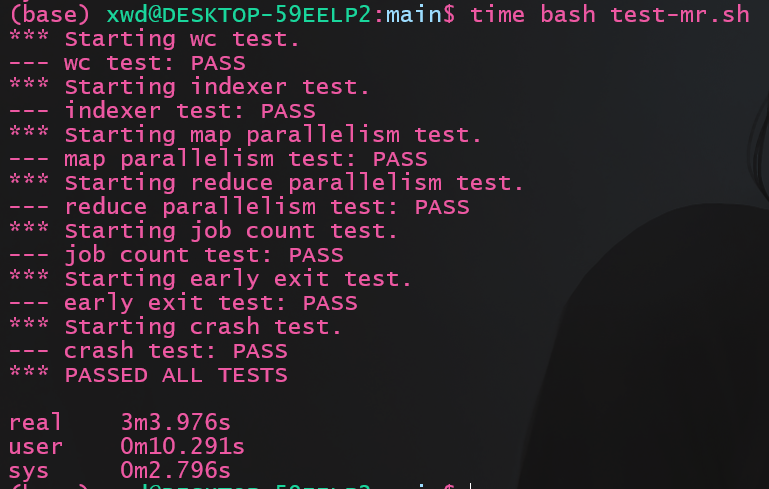 (base) xwd@DESKTOP-59EELP2:main$ time bash test-mr.sh
*** Starting wc test.
--- wc test: PASS
*** Starting indexer test.
--- indexer test: PASS
*** Starting map parallelism test.
--- map parallelism test: PASS
*** Starting reduce parallelism test.
--- reduce parallelism test: PASS
*** Starting job count test.
--- job count test: PASS
*** Starting early exit test.
--- early exit test: PASS
*** Starting crash test.
--- crash test: PASS
*** PASSED ALL TESTS
real 3m3.976s
user 0m10.291s
sys 0m2.796s